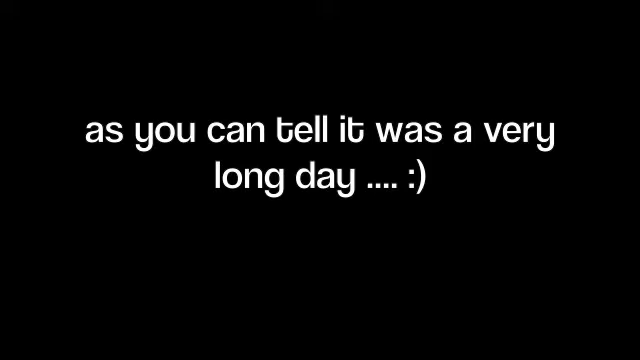 as you can tell it was a very
long day .... :)